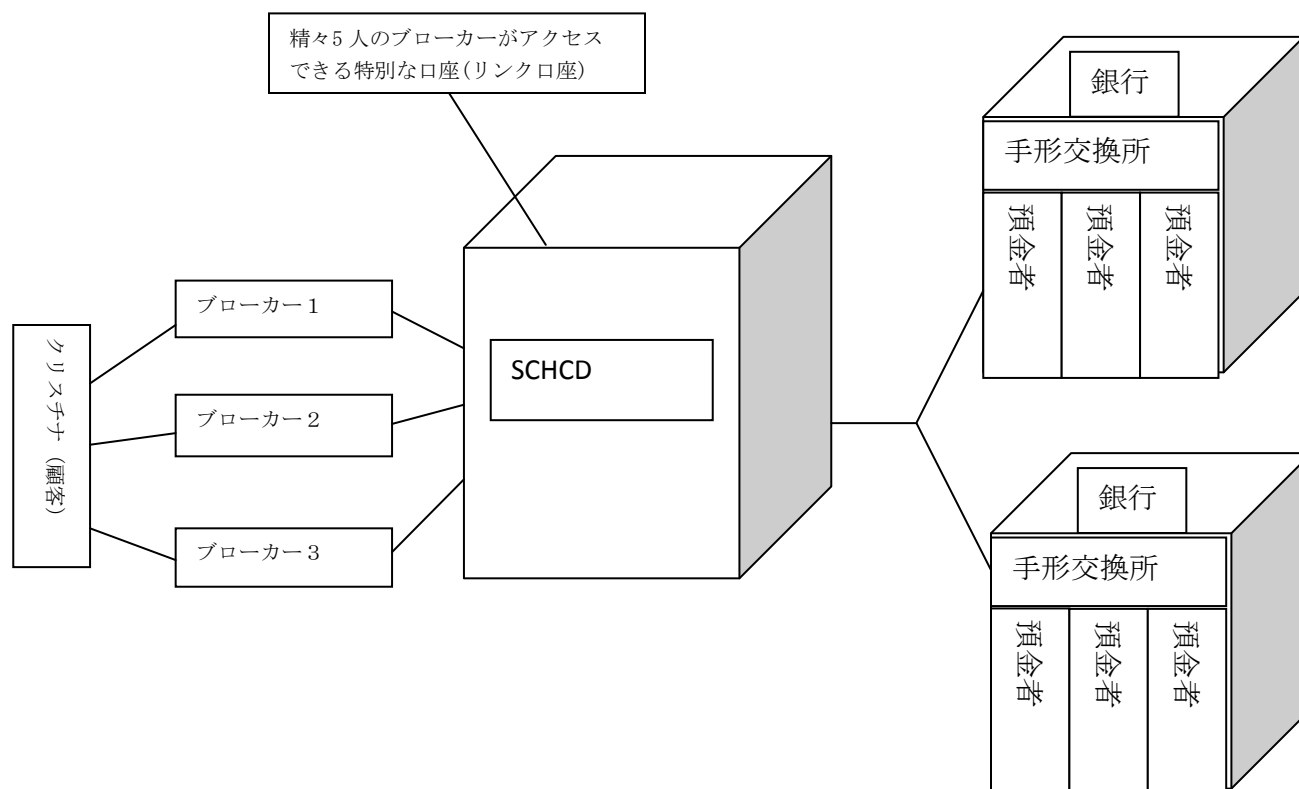 精々5人のブローカーがアクセス
できる特別な口座(リンク口座)
銀行
手形交換所
預金者
預金者
預金者
ブローカー１
クリスチナ (顧客)
SCHCD
ブローカー２
ブローカー３
銀行
手形交換所
預金者
預金者
預金者